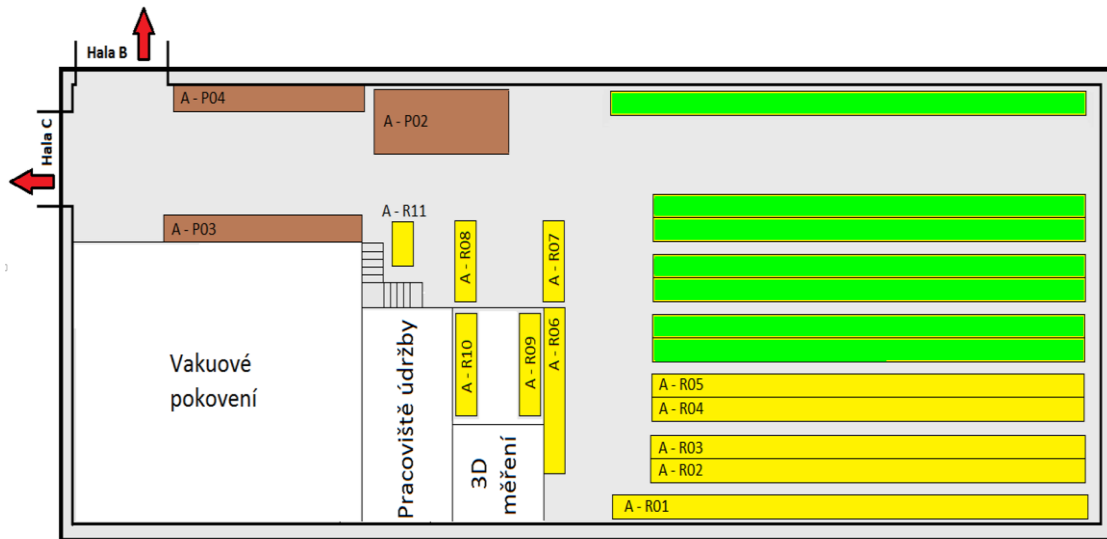 Hala B
Hala C
A - P04
A - P02
A - P03
A - R11
A - R08
A - R07
A - R10
A - R09
A - R06
Vakuové
pokovení
Pracoviště údržby
3D
měření
A - R05
A - R04
A - R03
A - R02
A - R01